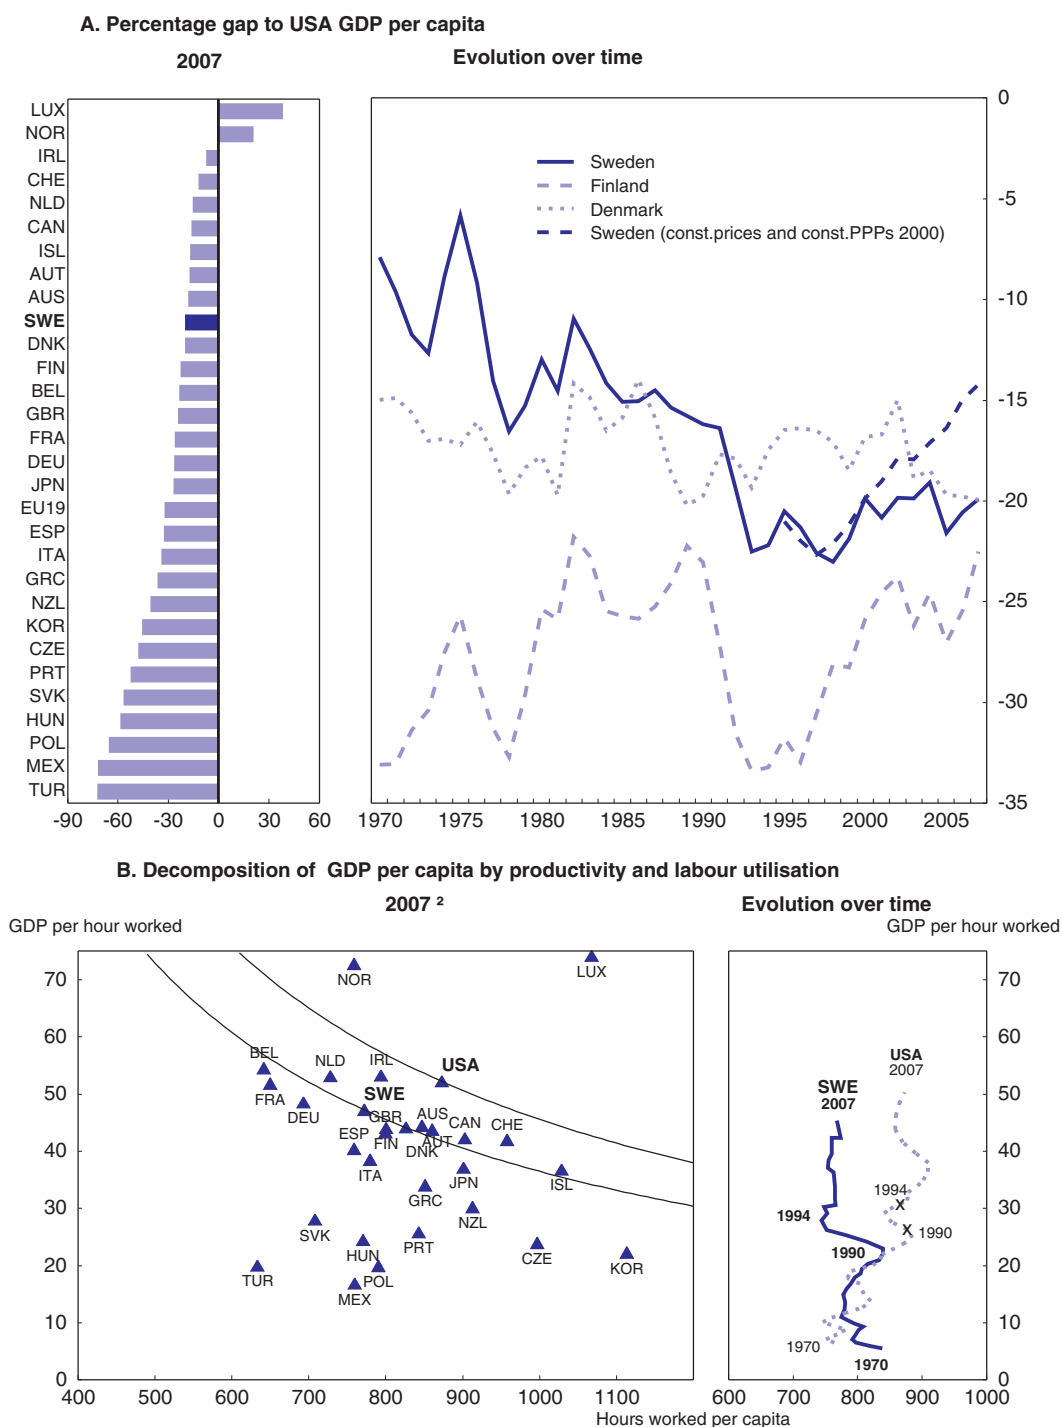 A. Percentage gap to USA GDP per capita
2007
Evolution over time
LUX
NOR
IRL
CHE
NLD
CAN
ISL
AUT
AUS
SWE
DNK
FIN
BEL
GBR
FRA
DEU
JPN
EU19
ESP
ITA
GRC
NZL
KOR
CZE
PRT
SVK
HUN
POL
MEX
TUR
-90 -60 -30 0 30 60
Sweden
Finland
Denmark
Sweden (const.prices and const.PPPs 2000)
0
-5
-10
-15
-20
-25
-30
-35
1970 1975 1980 1985 1990 1995 2000 2005
B. Decomposition of GDP per capita by productivity and labour utilisation
2007 ²
Evolution over time
GDP per hour worked
GDP per hour worked
70
60
50
40
30
20
10
0
NOR
LUX
BEL
NLD
IRL
USA
FRA
SWE
DEU
GBR
AUS
CAN
CHE
ESP
FIN
AUT
DNK
ITA
JPN
ISL
GRC
NZL
SVK
PRT
HUN
CZE
KOR
TUR
POL
MEX
400 500 600 700 800 900 1000 1100
USA
2007
SWE
2007
1994
X
1994
X 1990
1990
1970
1970
70
60
50
40
30
20
10
0
600 700 800 900 1000
Hours worked per capita